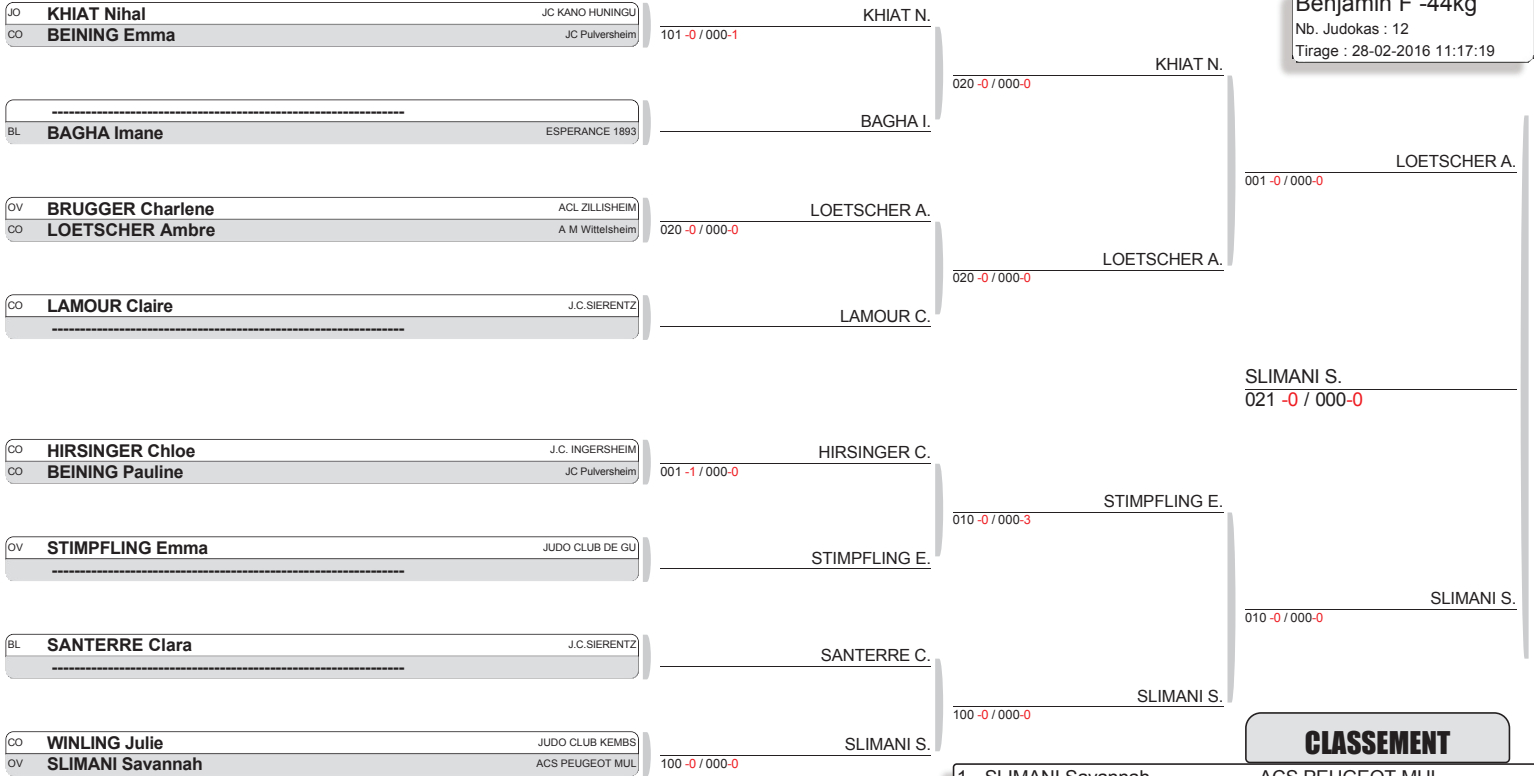 Benjamin F -44kg
Nb. Judokas : 12
Tirage : 28-02-2016 11:17:19
JO KHIAT Nihal JC KANO HUNINGU
CO BEINING Emma JC Pulversheim
KHIAT N.
101 -0 / 000-1
----------------------------------------------------------------
BL BAGHA Imane ESPERANCE 1893
BAGHA I.
KHIAT N.
020 -0 / 000-0
OV BRUGGER Charlene ACL ZILLISHEIM
CO LOETSCHER Ambre A M Wittelsheim
LOETSCHER A.
020 -0 / 000-0
CO LAMOUR Claire J.C.SIERENTZ
----------------------------------------------------------------
LAMOUR C.
LOETSCHER A.
020 -0 / 000-0
LOETSCHER A.
001 -0 / 000-0
SLIMANI S.
021 -0 / 000-0
CO HIRSINGER Chloe J.C. INGERSHEIM
CO BEINING Pauline JC Pulversheim
HIRSINGER C.
001 -1 / 000-0
OV STIMPFLING Emma JUDO CLUB DE GU
----------------------------------------------------------------
STIMPFLING E.
STIMPFLING E.
010 -0 / 000-3
BL SANTERRE Clara J.C.SIERENTZ
----------------------------------------------------------------
SANTERRE C.
CO WINLING Julie JUDO CLUB KEMBS
OV SLIMANI Savannah ACS PEUGEOT MUL
SLIMANI S.
100 -0 / 000-0
SLIMANI S.
100 -0 / 000-0
SLIMANI S.
010 -0 / 000-0
CLASSEMENT
1 SLIMANI Savannah ACS PEUGEOT MUL